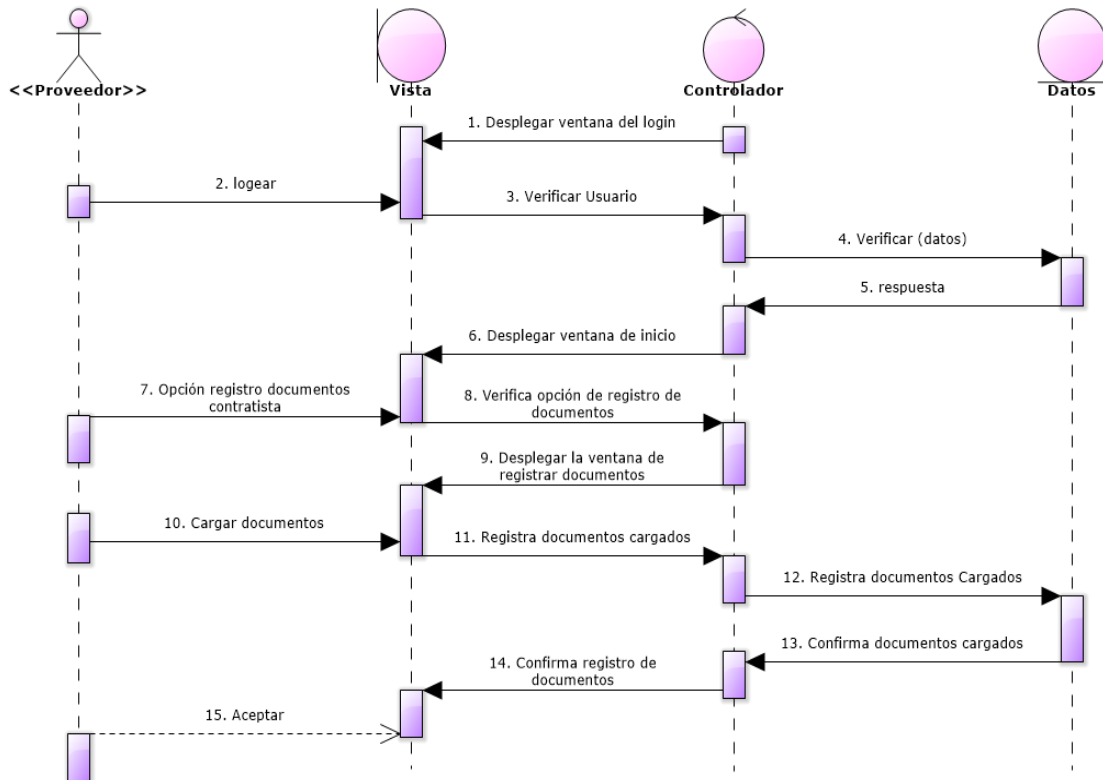 <<Proveedor>>
Vista
Controlador
Datos
1. Desplegar ventana del login
2. logear
3. Verificar Usuario
4. Verificar (datos)
5. respuesta
6. Desplegar ventana de inicio
7. Opción registro documentos
contratista
8. Verifica opción de registro de
documentos
9. Desplegar la ventana de
registrar documentos
10. Cargar documentos
11. Registra documentos cargados
12. Registra documentos Cargados
13. Confirma documentos cargados
14. Confirma registro de
documentos
15. Aceptar